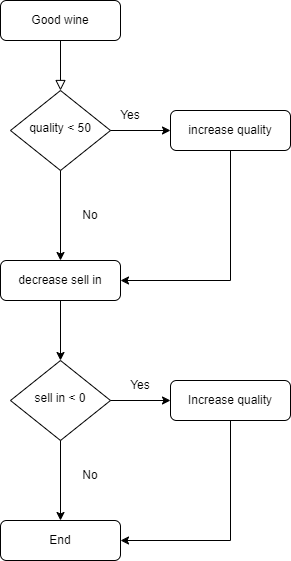 Good wine
quality < 50
Yes
increase quality
No
decrease sell in
sell in < 0
Yes
Increase quality
No
End